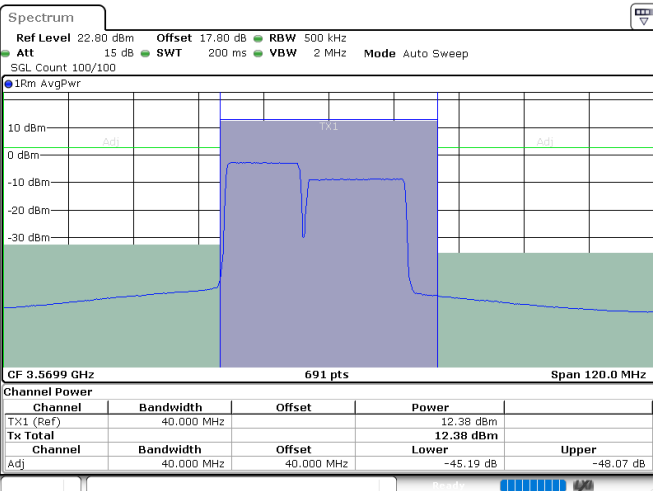 Spectrum
Ref Level 22.80 dBm Offset 17.80 dB RBW 500 kHz
Att 15 dB SWT 200 ms VBW 2 MHz Mode Auto Sweep
SGL Count 100/100
1Rm AvgPwr
TX1
10 dBm
Adj Adj
0 dBm
-10 dBm
-20 dBm
-30 dBm
CF 3.5699 GHz 691 pts Span 120.0 MHz
Channel Power
Channel Bandwidth Offset Power
TX1 (Ref) 40.000 MHz 12.38 dBm
Tx Total 12.38 dBm
Channel Bandwidth Offset Lower Upper
Adj 40.000 MHz 40.000 MHz -45.19 dB -48.07 dB
Ready